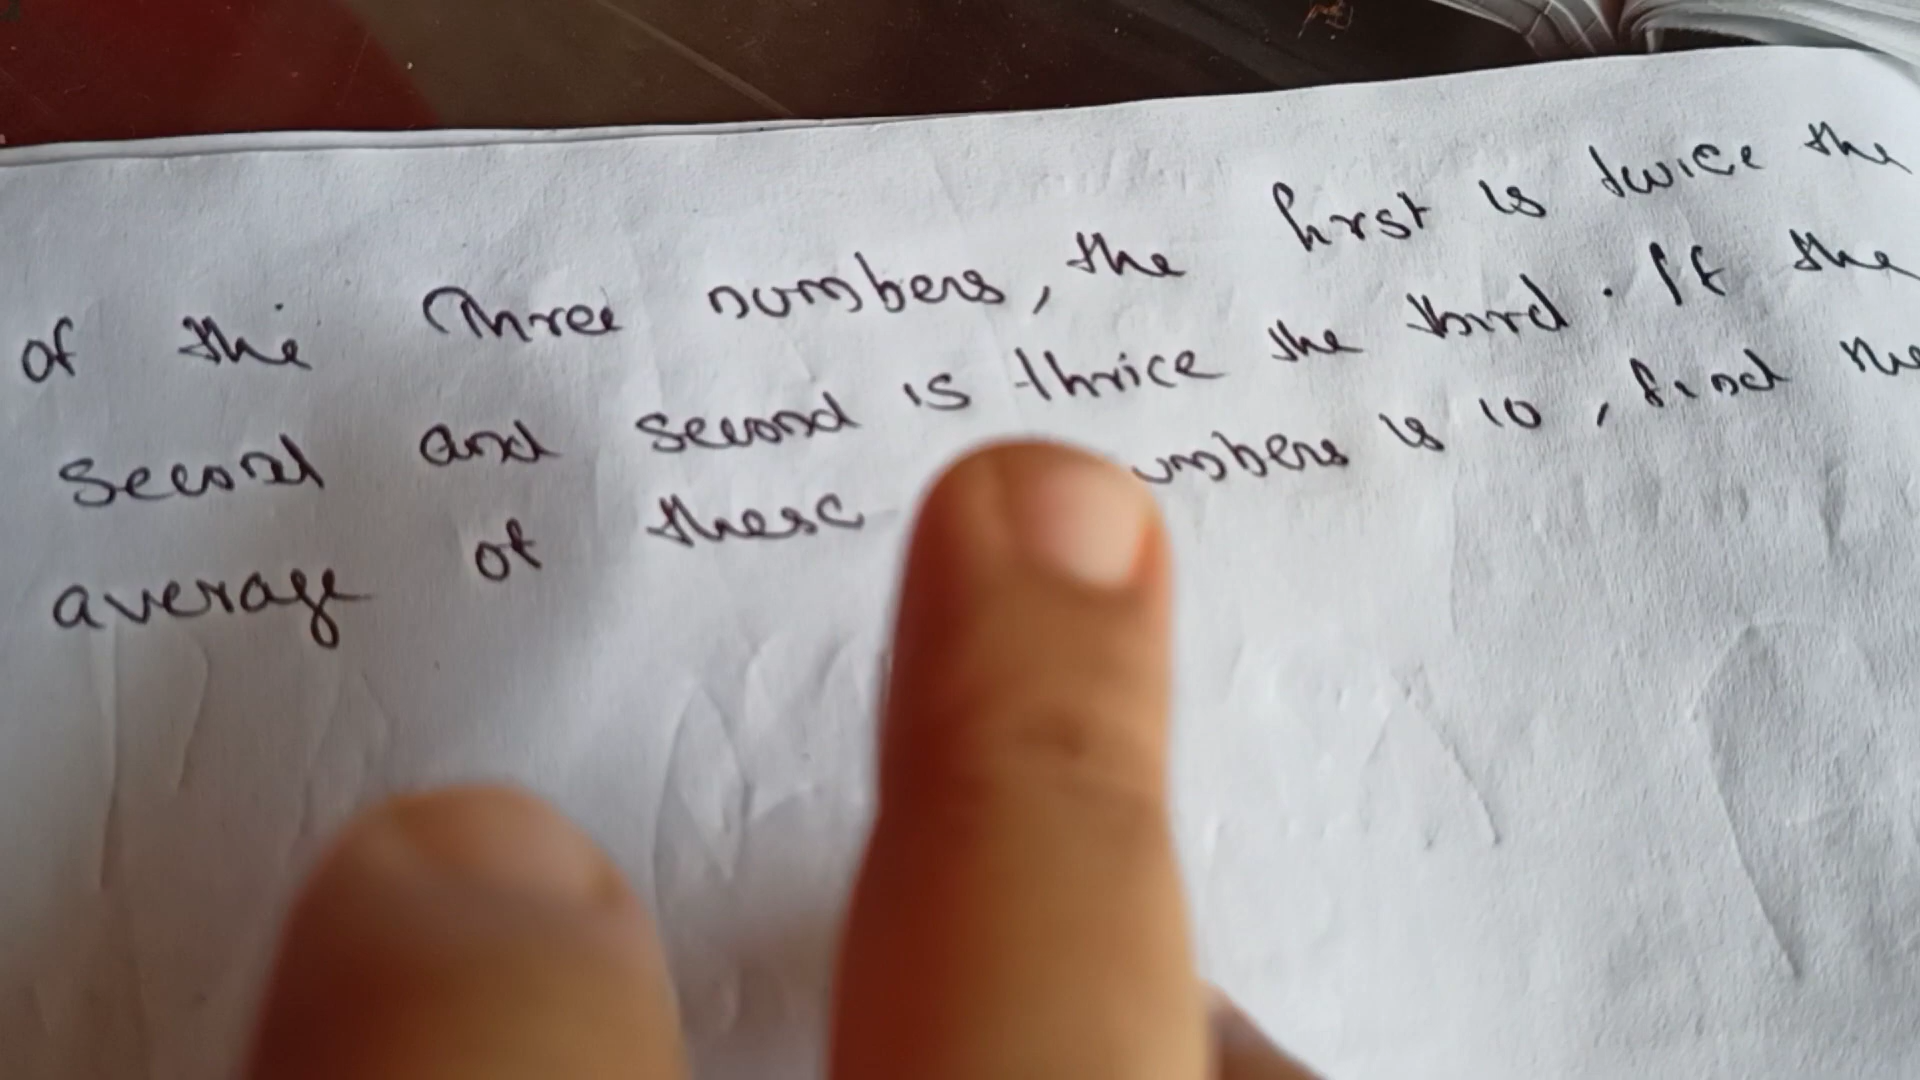 of the Three numbers, the first is twice the
second and second is thrice the third. If the
average of these umbers is 10, find the